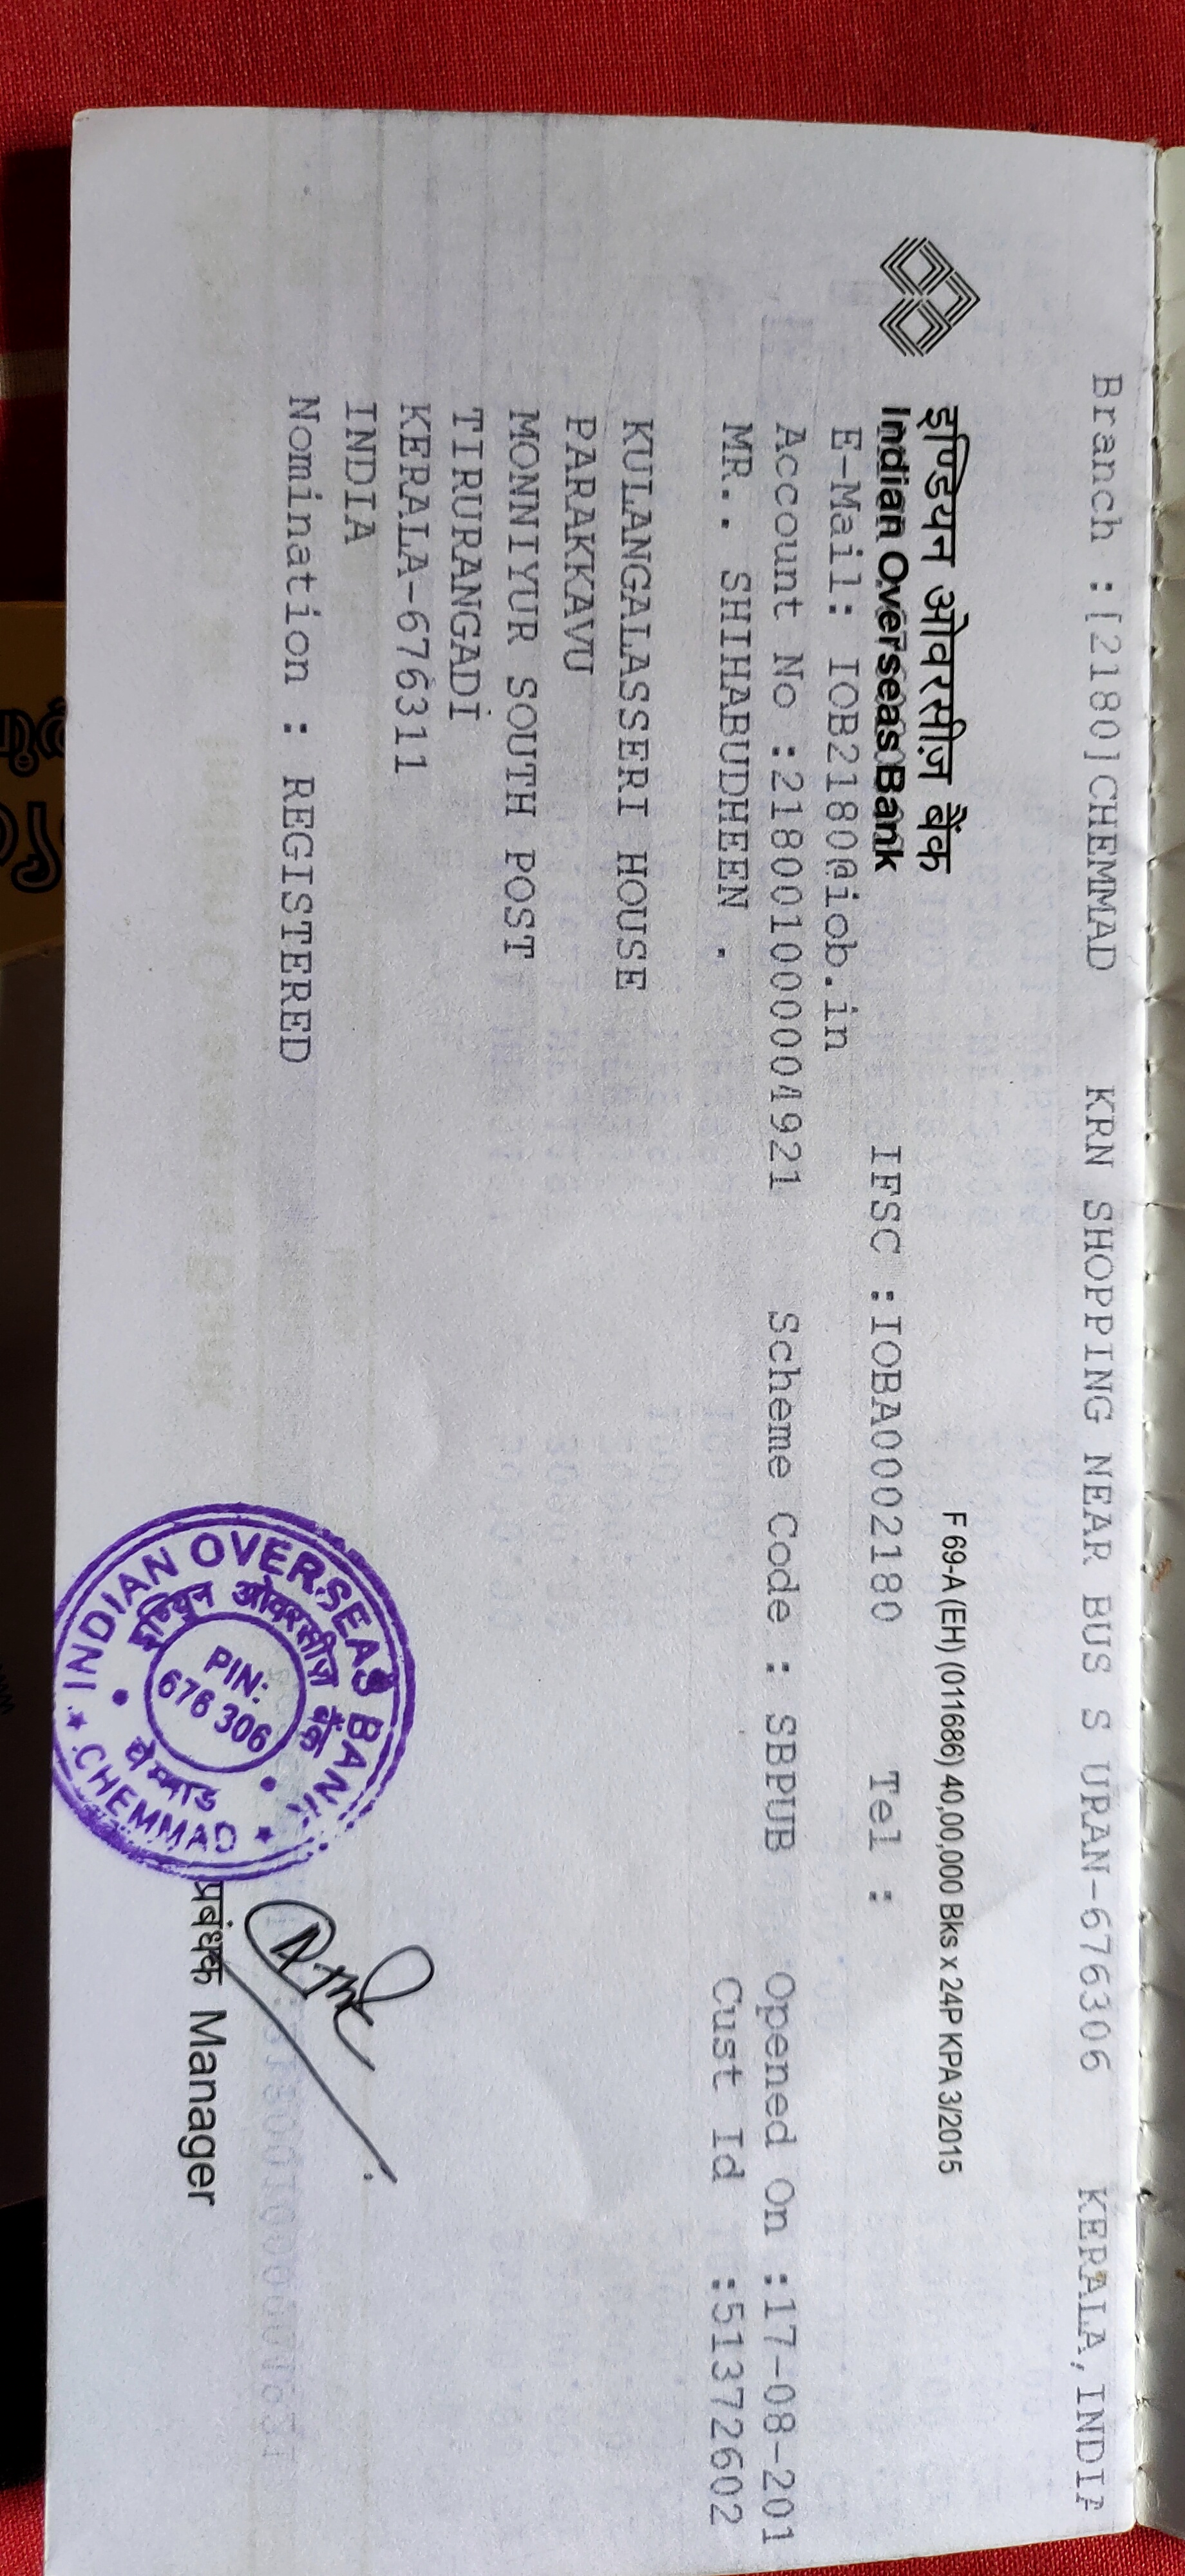 Branch :[2180]CHEMMAD KRN SHOPPING NEAR BUS S URAN-676306 KERALA,INDIA
इण्डियन ओवरसीज़ बैंक
F 69-A (EH) (011686) 40,00,000 Bks x 24P KPA 3/2015
Indian Overseas Bank
IFSC :IOBA0002180 Tel :
E-Mail: IOB2180@iob.in
Account No :218001000004921 Scheme Code : SBPUB Opened On :17-08-201
MR. . SHIHABUDHEEN . Cust Id :51372602
KULANGALASSERI HOUSE
PARAKKAVU
MONNIYUR SOUTH POST
TIRURANGADI
KERALA-676311
INDIA
Nomination : REGISTERED
INDIAN OVERSEAS BANK
इण्डियन ओवरसीज़ बैंक
PIN:
676 306
चेम्माड
CHEMMAD
प्रबंधक Manager